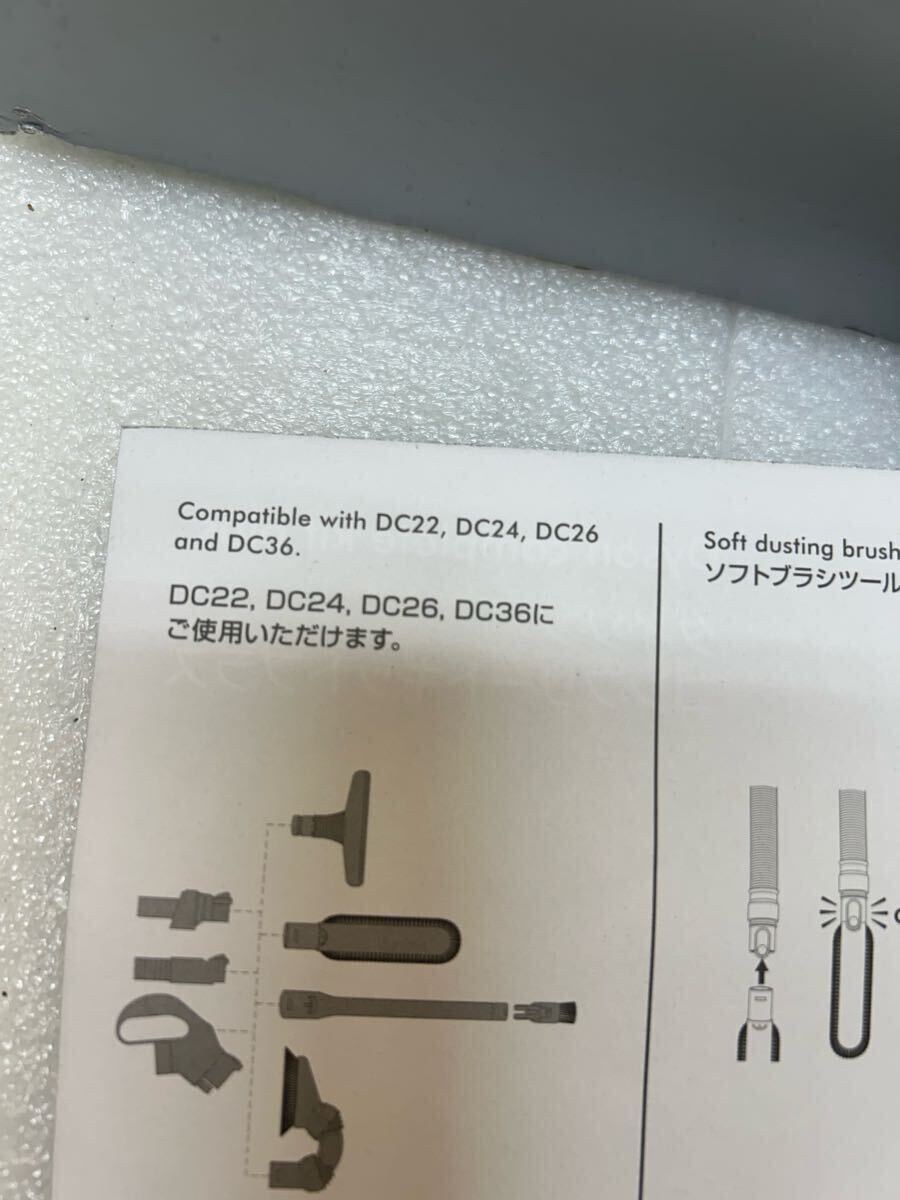 Compatible with DC22, DC24, DC26
and DC36.
DC22, DC24, DC26, DC36に
ご使用いただけます。
Soft dusting brush
ソフトブラシツール